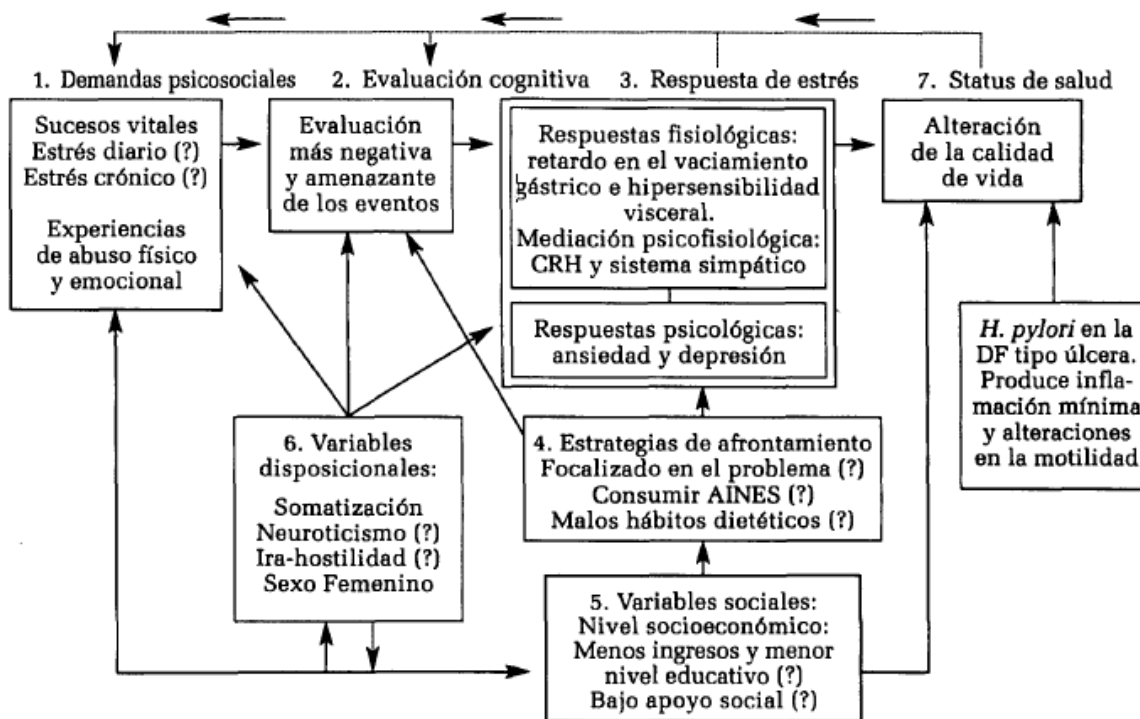 1. Demandas psicosociales
Sucesos vitales
Estrés diario (?)
Estrés crónico (?)
Experiencias
de abuso físico
y emocional
2. Evaluación cognitiva
Evaluación
más negativa
y amenazante
de los eventos
3. Respuesta de estrés
Respuestas fisiológicas:
retardo en el vaciamiento
gástrico e hipersensibilidad
visceral.
Mediación psicofisiológica:
CRH y sistema simpático
Respuestas psicológicas:
ansiedad y depresión
7. Status de salud
Alteración
de la calidad
de vida
H. pylori en la
DF tipo úlcera.
Produce infla-
mación mínima
y alteraciones
en la motilidad
6. Variables
disposicionales:
Somatización
Neuroticismo (?)
Ira-hostilidad (?)
Sexo Femenino
4. Estrategias de afrontamiento
Focalizado en el problema (?)
Consumir AINES (?)
Malos hábitos dietéticos (?)
5. Variables sociales:
Nivel socioeconómico:
Menos ingresos y menor
nivel educativo (?)
Bajo apoyo social (?)